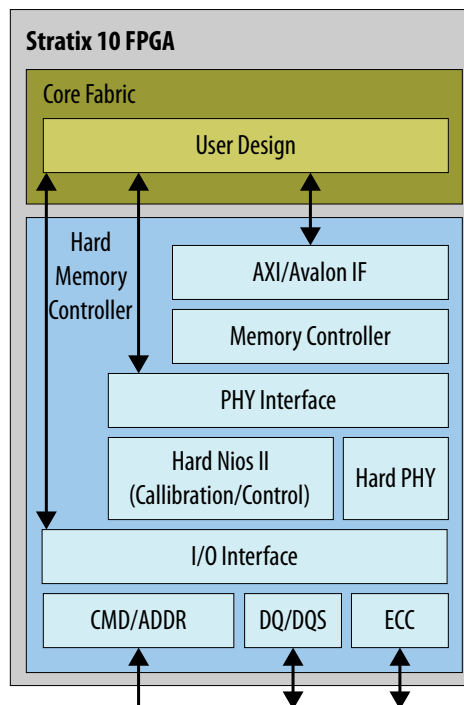 Stratix 10 FPGA
Core Fabric
User Design
Hard
Memory
Controller
AXI/Avalon IF
Memory Controller
PHY Interface
Hard Nios II
(Callibration/Control)
Hard PHY
I/O Interface
CMD/ADDR
DQ/DQS
ECC